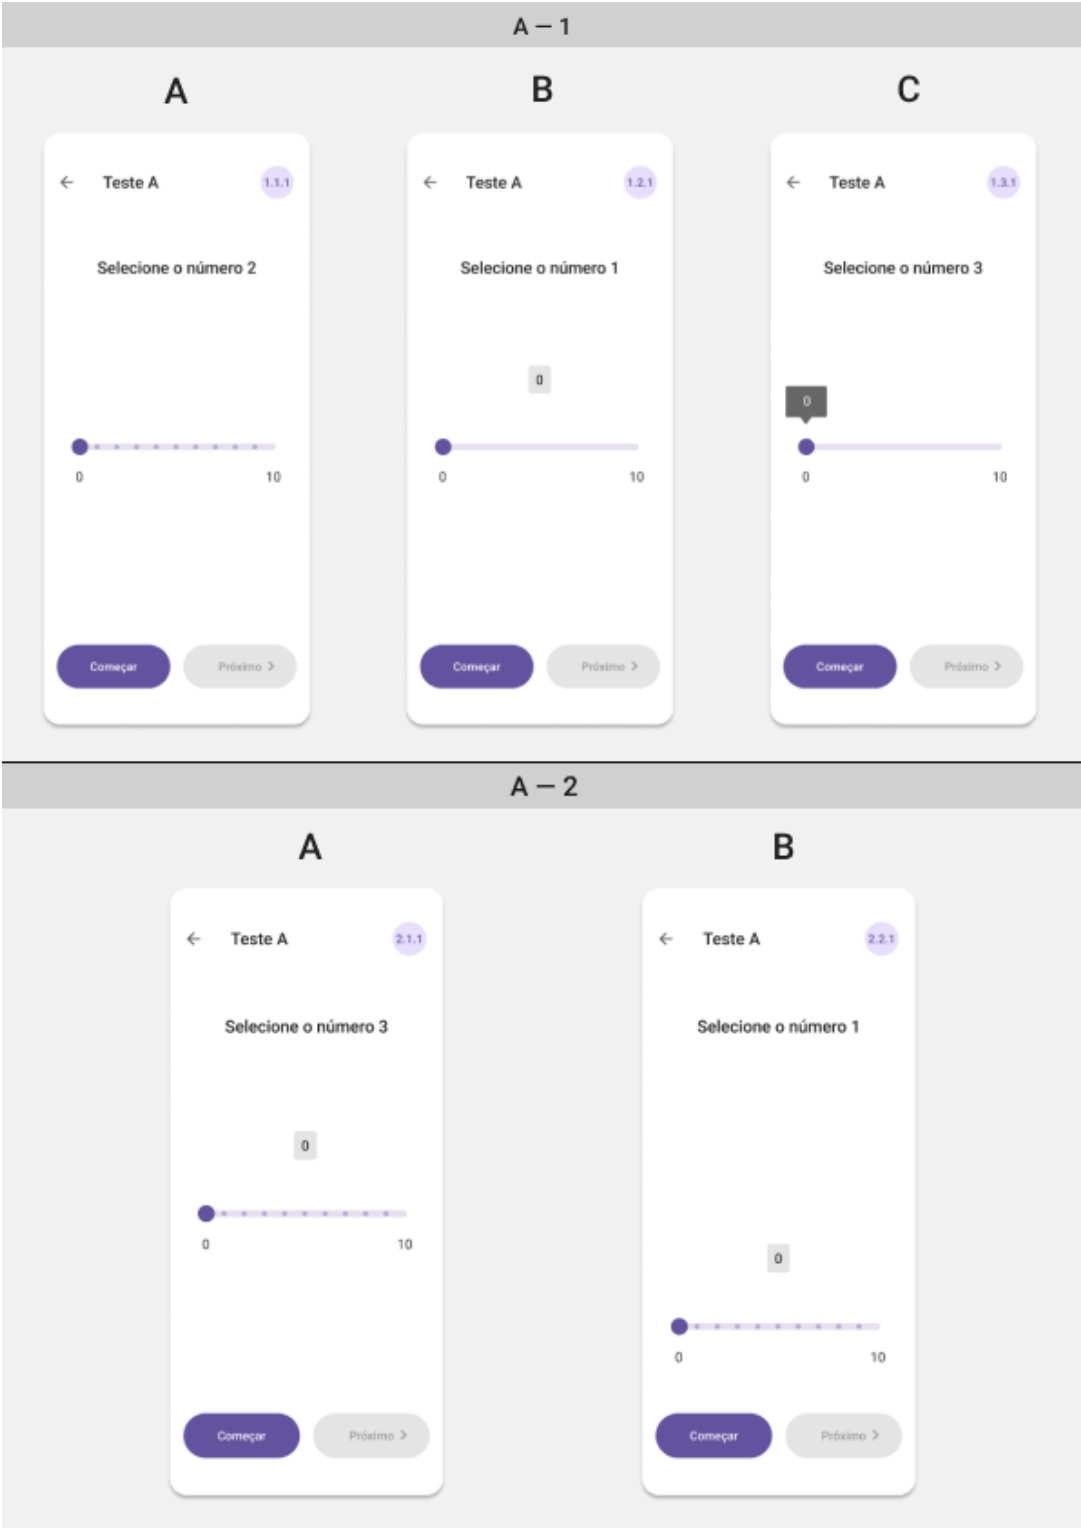 A — 1
A B C
← Teste A 1.1.1
← Teste A 1.2.1
← Teste A 1.3.1
Selecione o número 2
Selecione o número 1
Selecione o número 3
0
0
0 10
0 10
0 10
Começar Próximo >
Começar Próximo >
Começar Próximo >
A — 2
A B
← Teste A 2.1.1
← Teste A 2.2.1
Selecione o número 3
Selecione o número 1
0
0 10
0
0 10
Começar Próximo >
Começar Próximo >